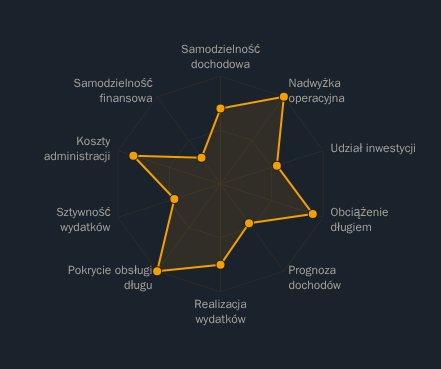 Samodzielność
dochodowa
Nadwyżka
operacyjna
Udział inwestycji
Obciążenie
długiem
Prognoza
dochodów
Realizacja
wydatków
Pokrycie obsługi
długu
Sztywność
wydatków
Koszty
administracji
Samodzielność
finansowa